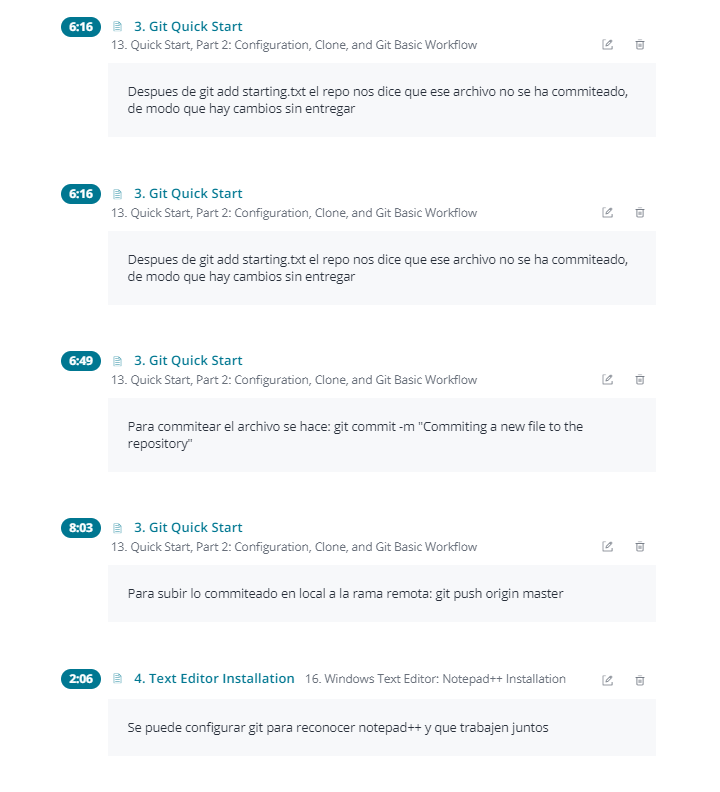 6:16 3. Git Quick Start
13. Quick Start, Part 2: Configuration, Clone, and Git Basic Workflow
Despues de git add starting.txt el repo nos dice que ese archivo no se ha commiteado,
de modo que hay cambios sin entregar
6:16 3. Git Quick Start
13. Quick Start, Part 2: Configuration, Clone, and Git Basic Workflow
Despues de git add starting.txt el repo nos dice que ese archivo no se ha commiteado,
de modo que hay cambios sin entregar
6:49 3. Git Quick Start
13. Quick Start, Part 2: Configuration, Clone, and Git Basic Workflow
Para commitear el archivo se hace: git commit -m "Commiting a new file to the
repository"
8:03 3. Git Quick Start
13. Quick Start, Part 2: Configuration, Clone, and Git Basic Workflow
Para subir lo commiteado en local a la rama remota: git push origin master
2:06 4. Text Editor Installation 16. Windows Text Editor: Notepad++ Installation
Se puede configurar git para reconocer notepad++ y que trabajen juntos